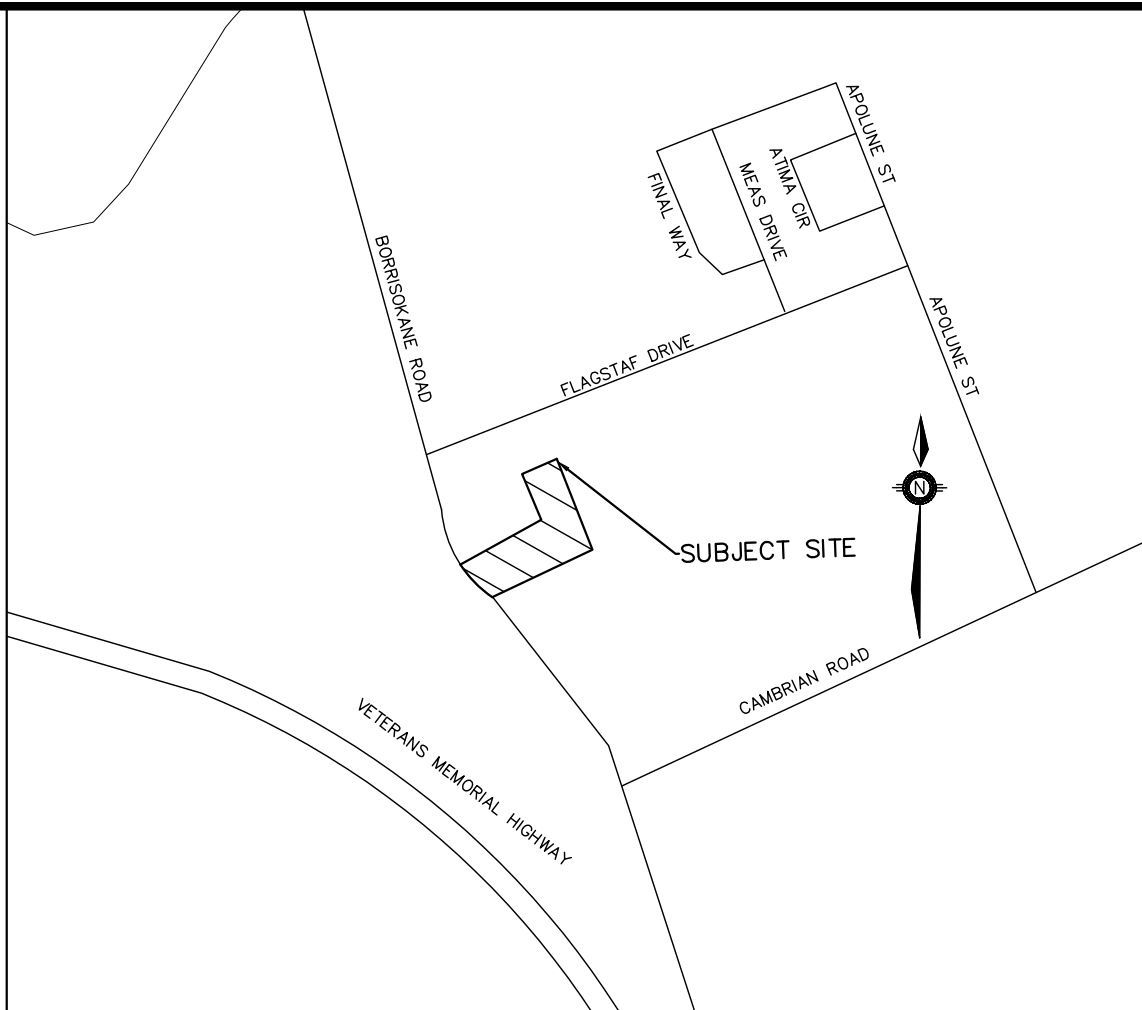 APOLUNE ST
ATIMA CIR
MEAS DRIVE
FINAL WAY
BORRISOKANE ROAD
APOLUNE ST
FLAGSTAF DRIVE
N
SUBJECT SITE
CAMBRIAN ROAD
VETERANS MEMORIAL HIGHWAY